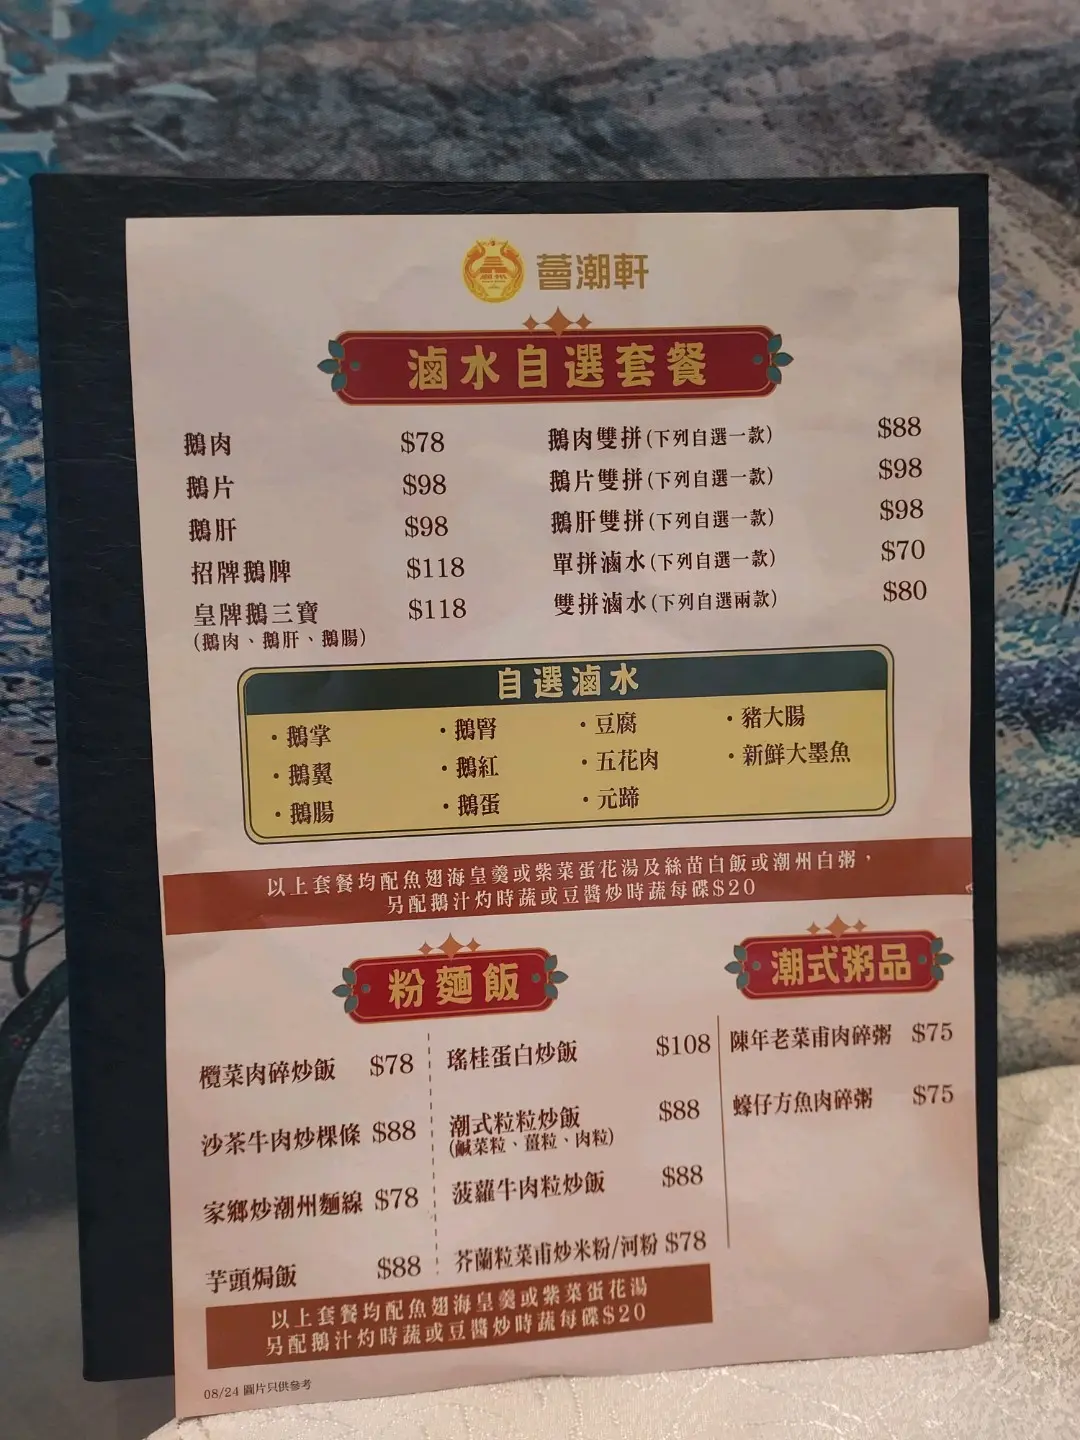 薈潮軒
滷水自選套餐
鵝肉 $78
鵝片 $98
鵝肝 $98
招牌鵝脾 $118
皇牌鵝三寶 $118
(鵝肉、鵝肝、鵝腸)
鵝肉雙拼(下列自選一款) $88
鵝片雙拼(下列自選一款) $98
鵝肝雙拼(下列自選一款) $98
單拼滷水(下列自選一款) $70
雙拼滷水(下列自選兩款) $80
自選滷水
·鵝掌
·鵝翼
·鵝腸
·鵝腎
·鵝紅
·鵝蛋
·豆腐
·五花肉
·元蹄
·豬大腸
·新鮮大墨魚
以上套餐均配魚翅海皇羹或紫菜蛋花湯及絲苗白飯或潮州白粥，
另配鵝汁灼時蔬或豆醬炒時蔬每碟$20
粉麵飯
欖菜肉碎炒飯 $78
沙茶牛肉炒粿條 $88
家鄉炒潮州麵線 $78
芋頭焗飯 $88
瑤桂蛋白炒飯 $108
潮式粒粒炒飯 $88
(鹹菜粒、薑粒、肉粒)
菠蘿牛肉粒炒飯 $88
芥蘭粒菜甫炒米粉/河粉 $78
以上套餐均配魚翅海皇羹或紫菜蛋花湯
另配鵝汁灼時蔬或豆醬炒時蔬每碟$20
潮式粥品
陳年老菜甫肉碎粥 $75
蠔仔方魚肉碎粥 $75
08/24 圖片只供參考